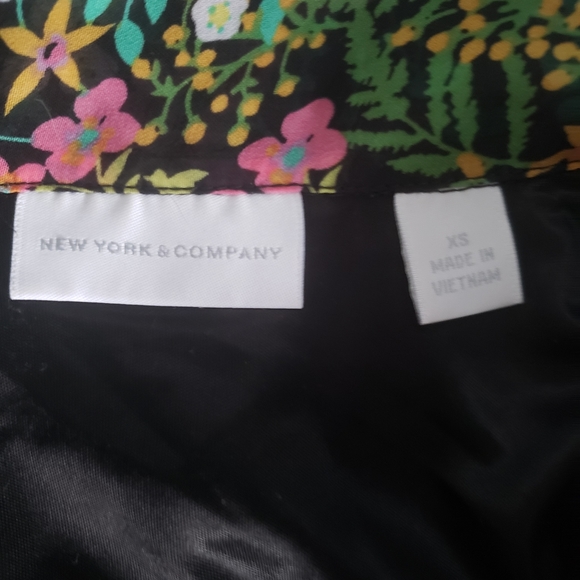 NEW YORK & COMPANY
XS
MADE IN
VIETNAM